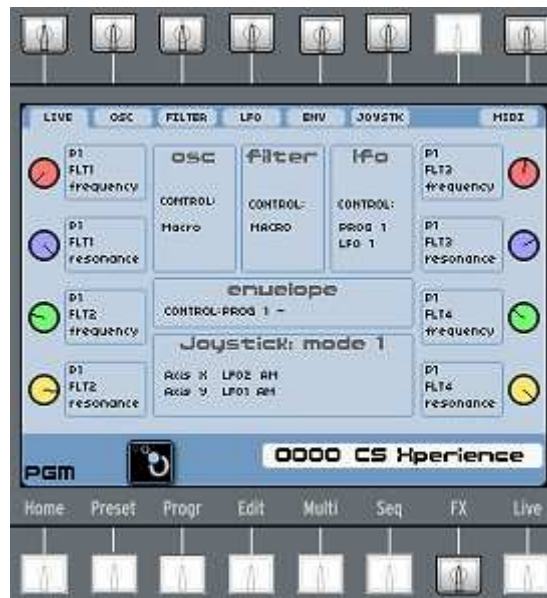 LIVE OSC FILTER LFO ENV JOYSTK MIDI
P1
FLT1
frequency
osc
CONTROL:
Macro
filter
CONTROL:
MACRO
lfo
CONTROL:
PROG 1
LFO 1
P1
FLT3
frequency
P1
FLT1
resonance
P1
FLT3
resonance
envelope
CONTROL:PROG 1 -
P1
FLT2
frequency
P1
FLT4
frequency
Joystick: mode 1
Axis X LFO2 AM
Axis Y LFO1 AM
P1
FLT2
resonance
P1
FLT4
resonance
PGM
0000 CS Xperience
Home Preset Progr Edit Multi Seq FX Live